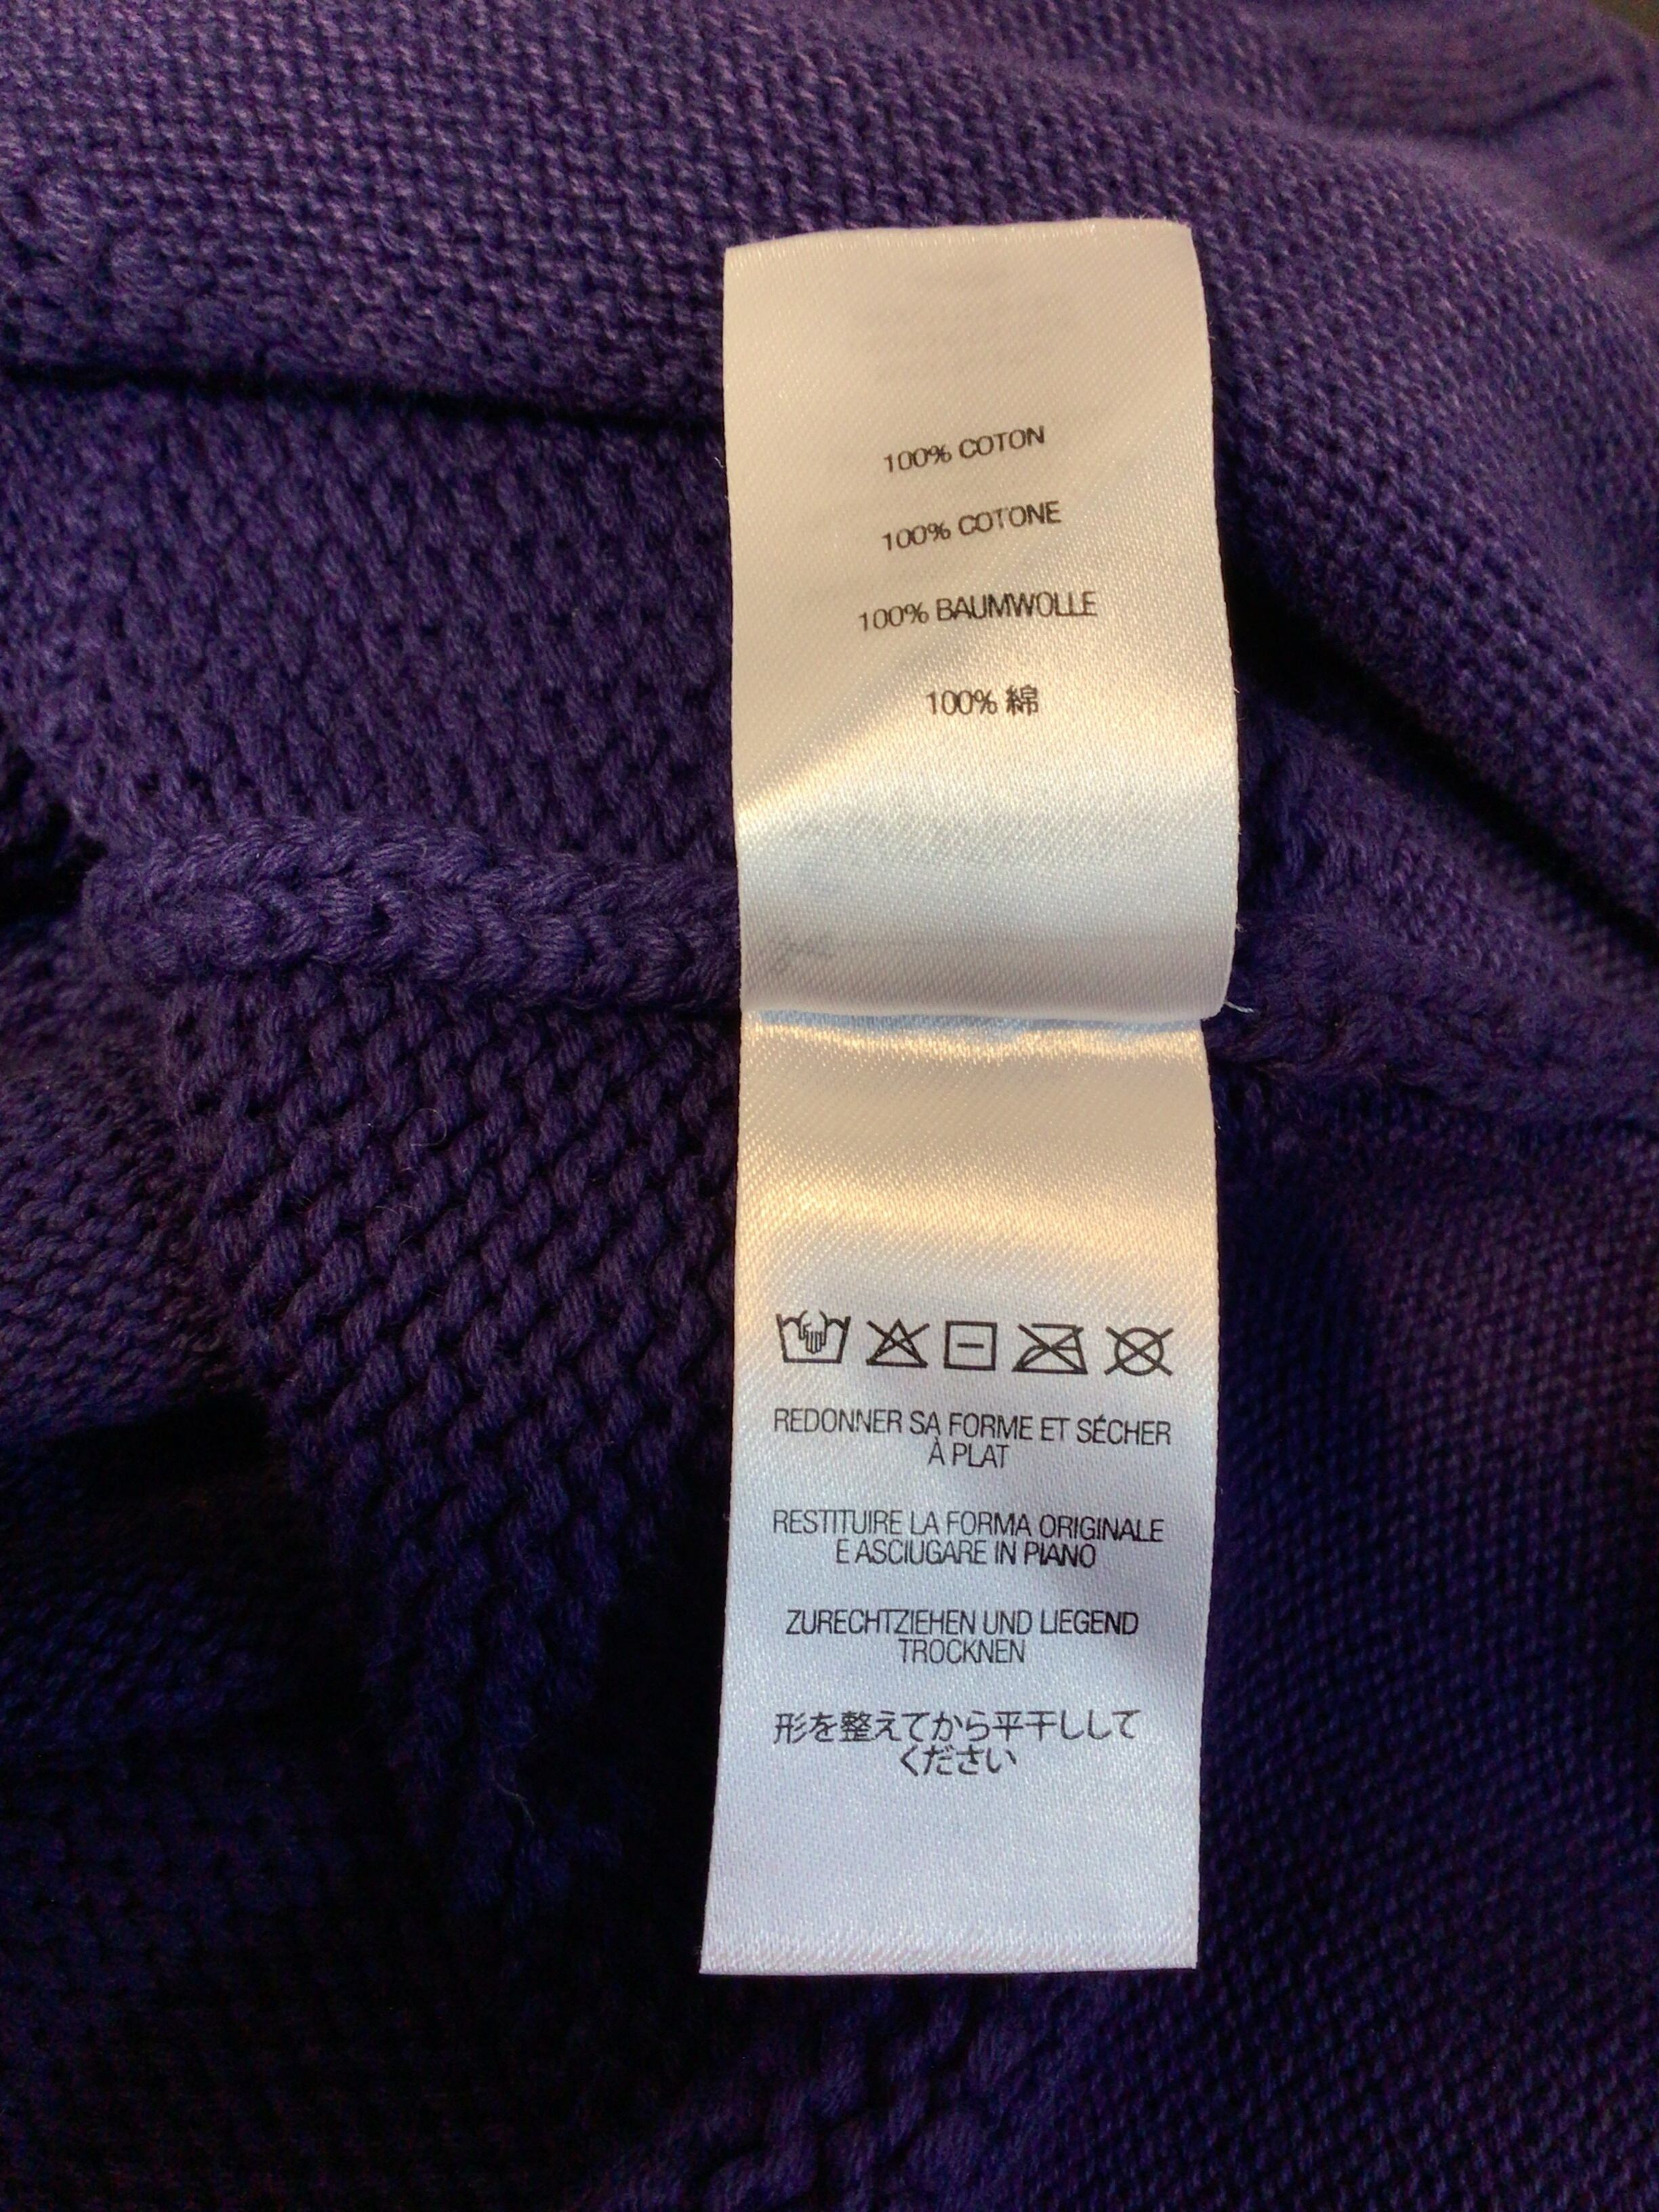 100% COTON
100% COTONE
100% BAUMWOLLE
100% 綿
REDONNER SA FORME ET SÉCHER
À PLAT
RESTITUIRE LA FORMA ORIGINALE
E ASCIUGARE IN PIANO
ZURECHTZIEHEN UND LIEGEND
TROCKNEN
形を整えてから平干しして
ください